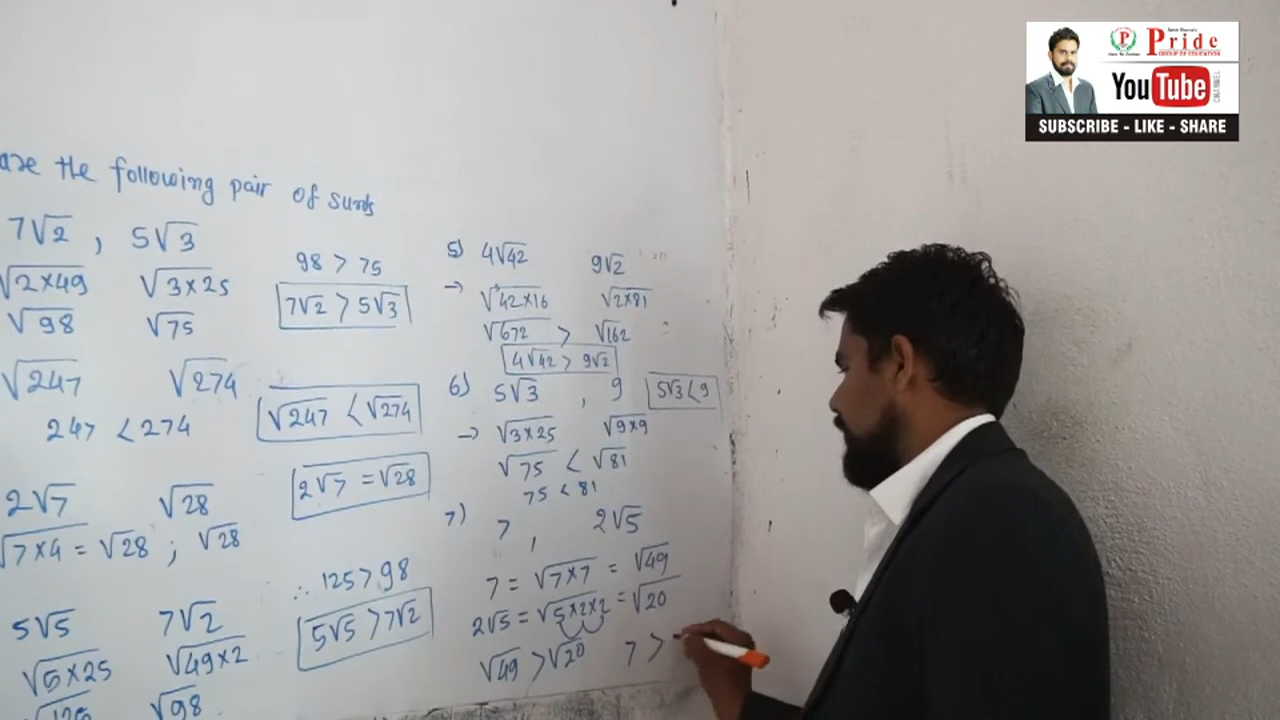 are the following pair of surds
7√2 , 5√3
√2×49 √3×25
√98 √75
98 > 75
7√2 > 5√3
√247 √274
247 < 274
√247 < √274
2√7 √28
√7×4 = √28 ; √28
2√7 = √28
5√5 7√2
√5×25 √49×2
√125 √98
∴ 125 > 98
5√5 > 7√2
5) 4√42 9√2
→ √42×16 √2×81
√672 > √162
4√42 > 9√2
6) 5√3 , 9
5√3 < 9
→ √3×25 √9×9
√75 < √81
75 < 81
7) 7 , 2√5
7 = √7×7 = √49
2√5 = √5×2×2 = √20
√49 > √20 7 >
P Pride
GROUP OF EDUCATION
YouTube
CHANNEL
SUBSCRIBE - LIKE - SHARE